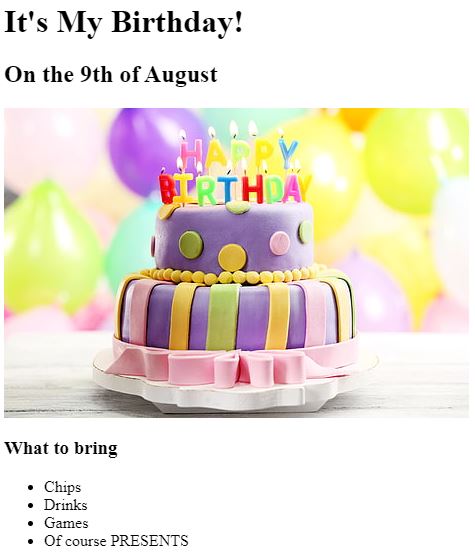 It's My Birthday!
On the 9th of August
HAPPY
BIRTHDAY
What to bring
Chips
Drinks
Games
Of course PRESENTS